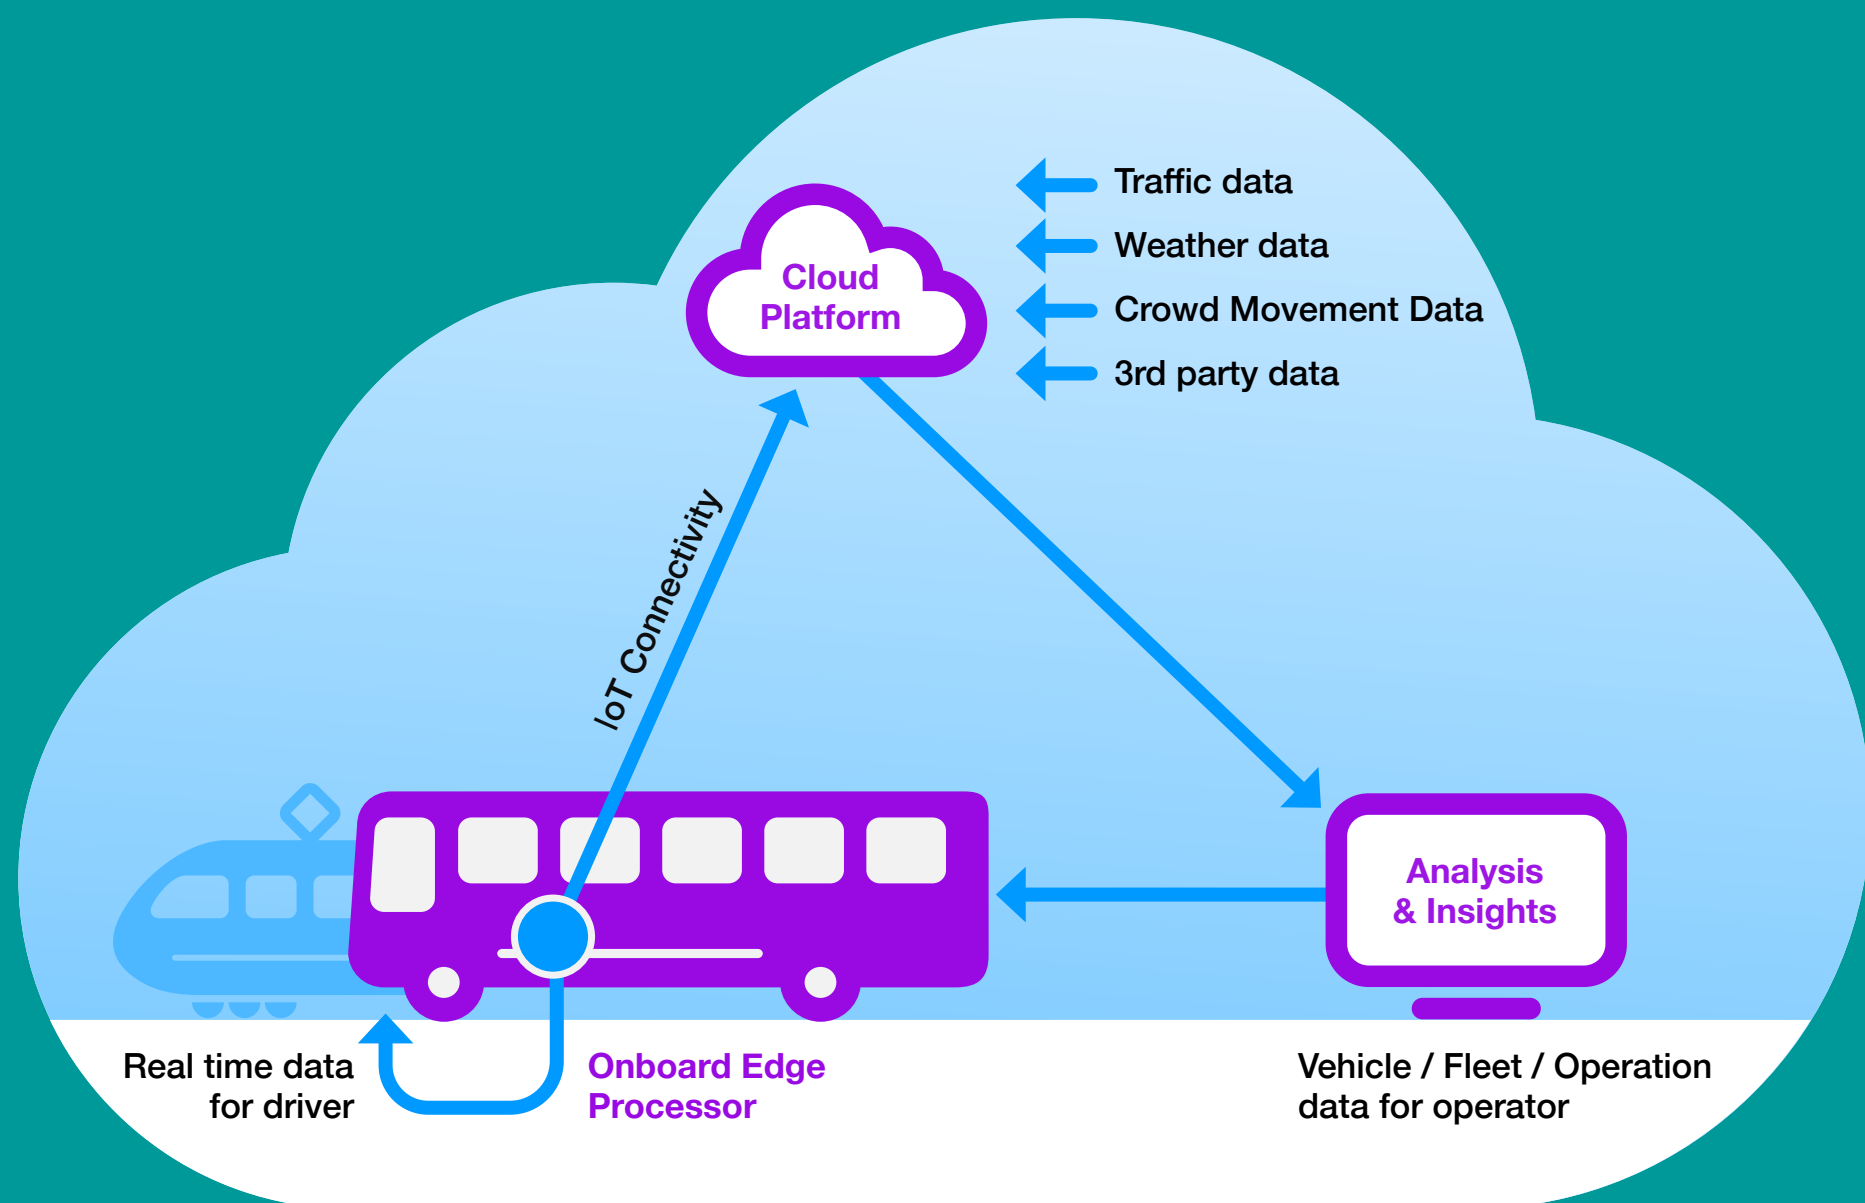 Traffic data
Weather data
Crowd Movement Data
3rd party data
Cloud
Platform
IoT Connectivity
Analysis
& Insights
Real time data
for driver
Onboard Edge
Processor
Vehicle / Fleet / Operation
data for operator